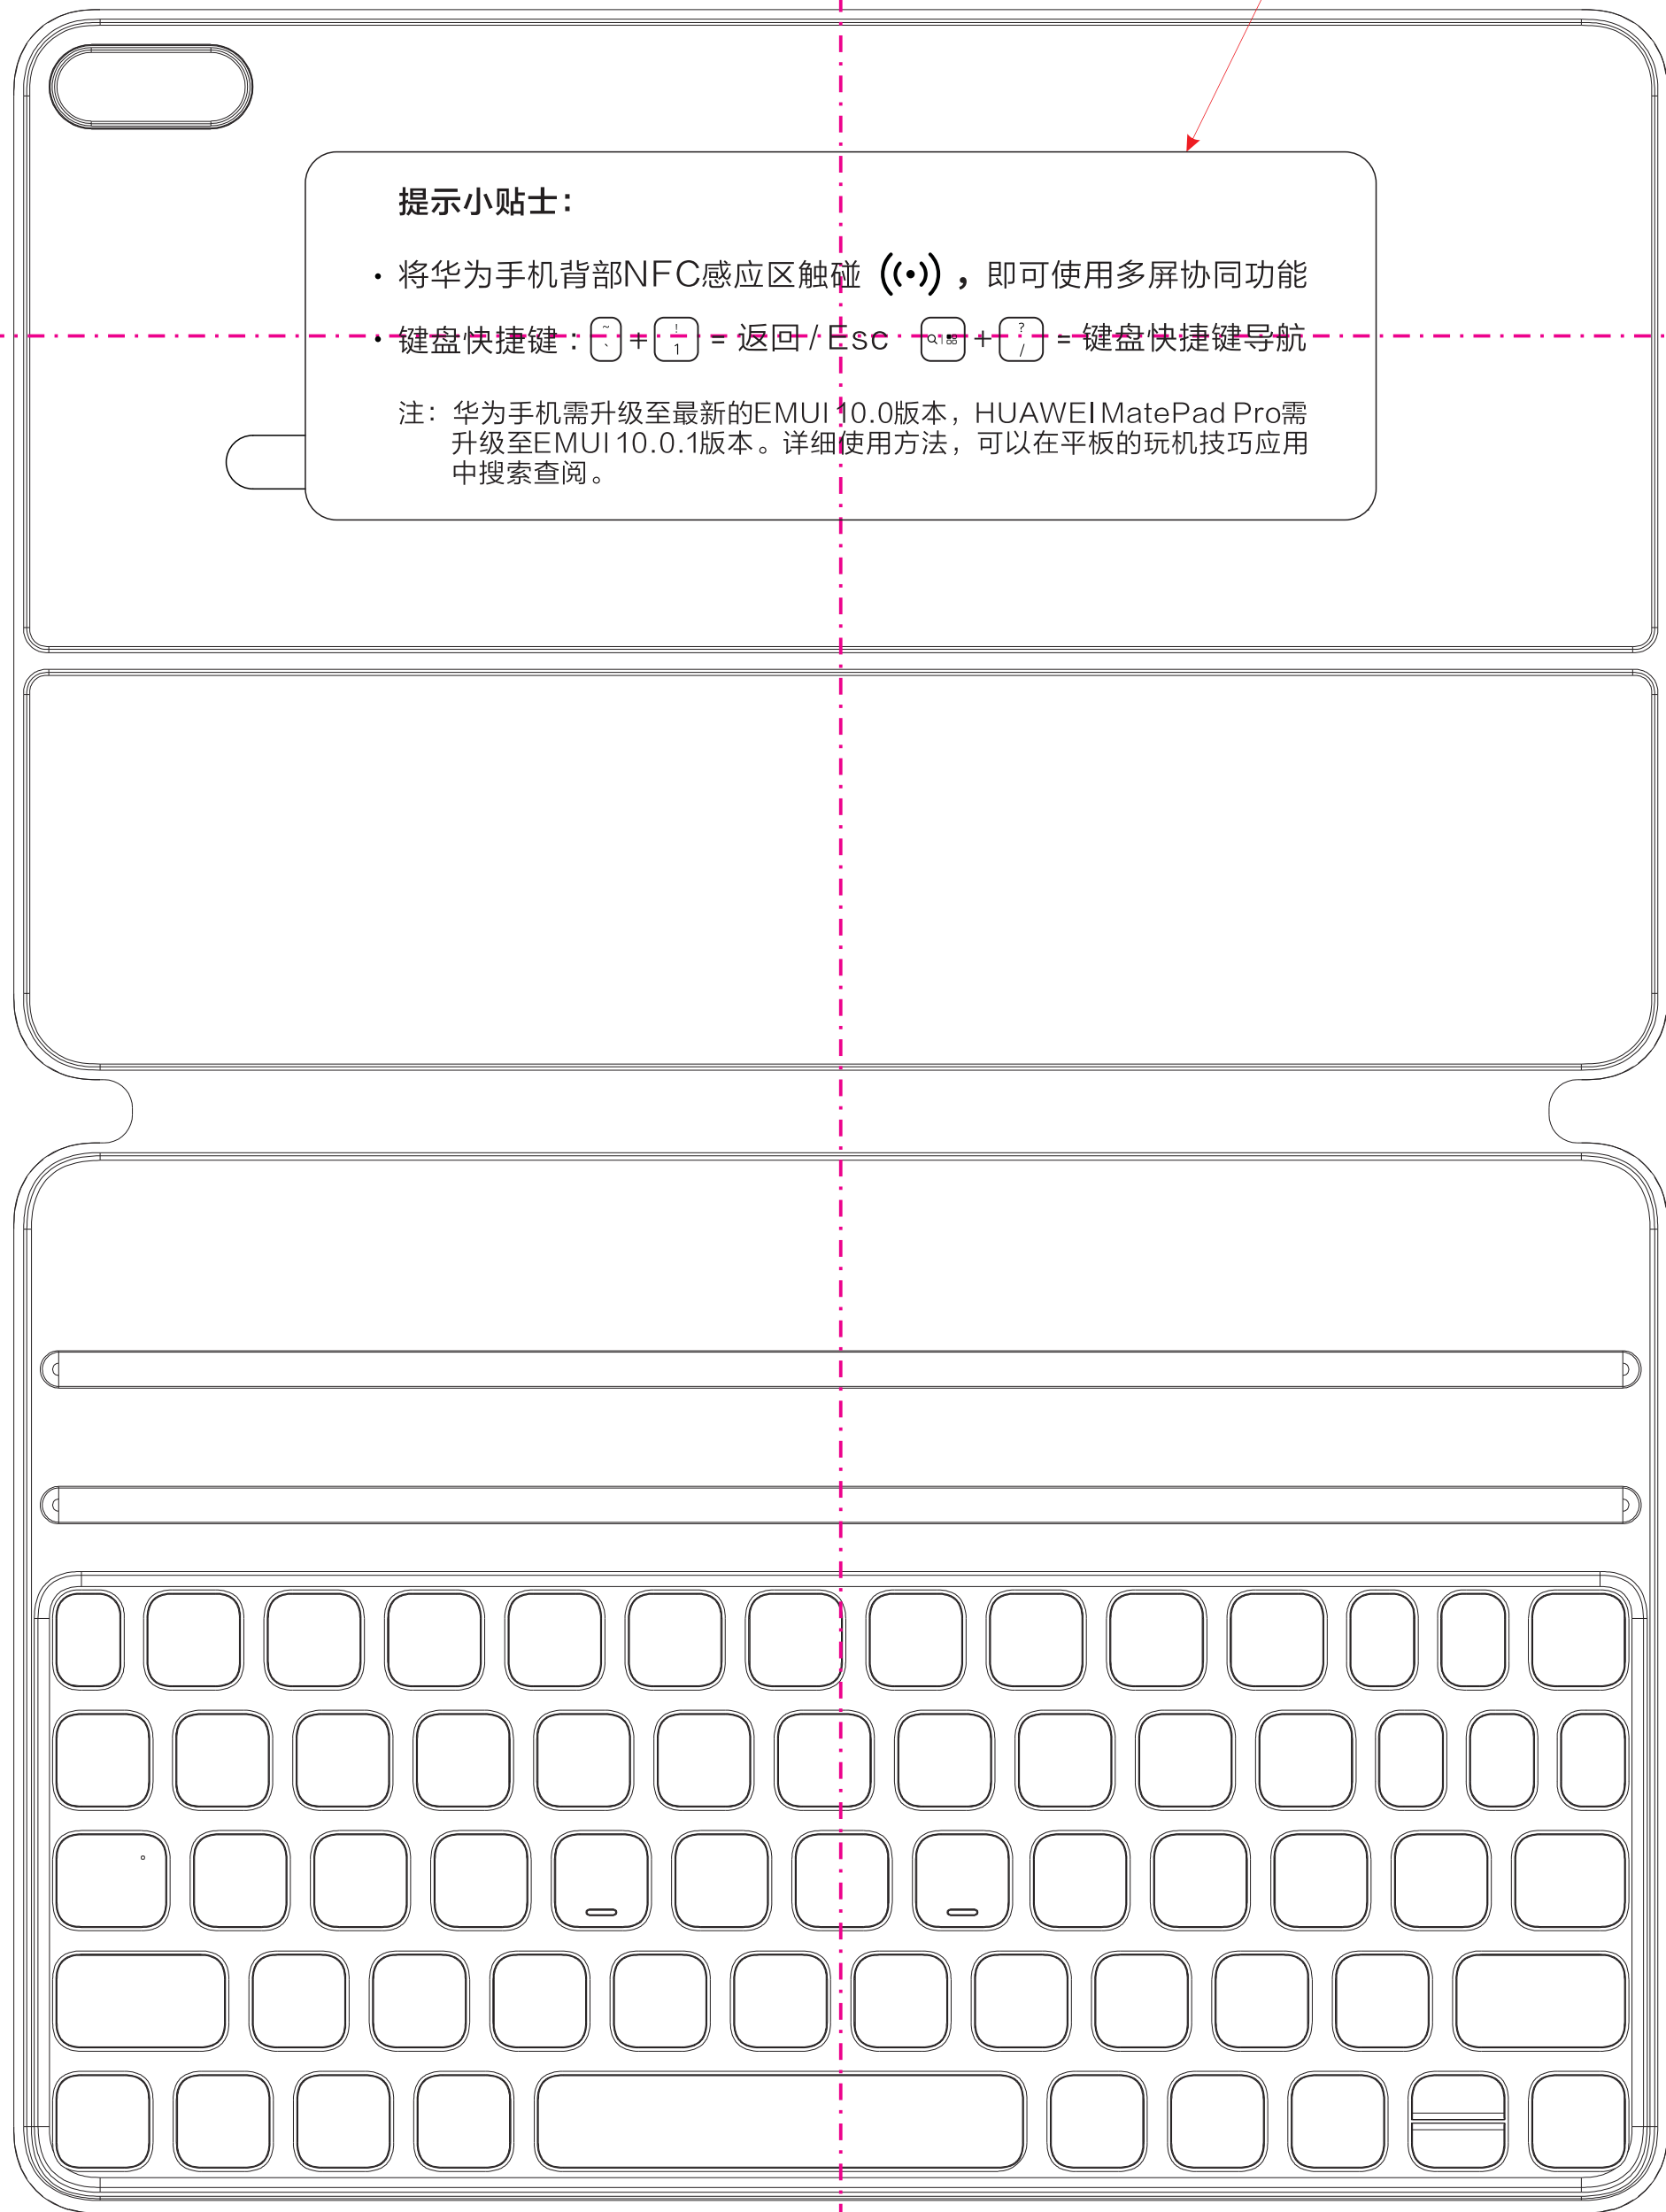 提示小贴士：
• 将华为手机背部NFC感应区触碰 ，即可使用多屏协同功能
• 键盘快捷键：~ ` + ! 1 = 返回 / Esc + ? / = 键盘快捷键导航
注：华为手机需升级至最新的EMUI 10.0版本，HUAWEI MatePad Pro需
升级至EMUI 10.0.1版本。详细使用方法，可以在平板的玩机技巧应用
中搜索查阅。